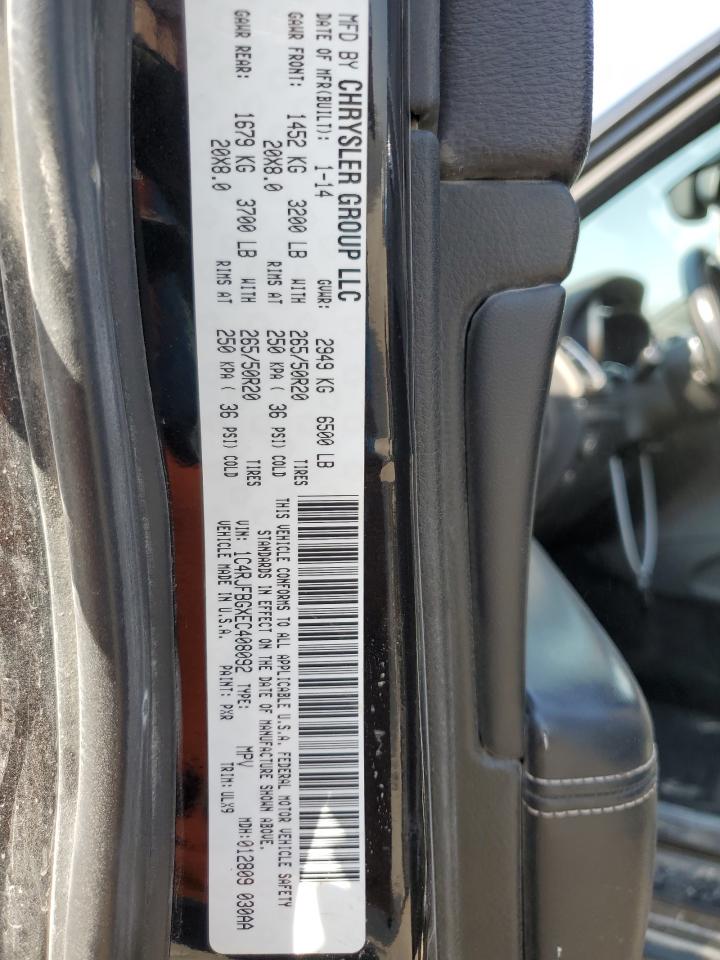 MFD BY CHRYSLER GROUP LLC
DATE OF MFR(BUILT): 1-14 GVWR: 2949 KG 6500 LB
GAWR FRONT: 1452 KG 3200 LB WITH 265/50R20 TIRES
20X8.0 RIMS AT 250 KPA ( 36 PSI) COLD
GAWR REAR: 1679 KG 3700 LB WITH 265/50R20 TIRES
20X8.0 RIMS AT 250 KPA ( 36 PSI) COLD
THIS VEHICLE CONFORMS TO ALL APPLICABLE U.S.A. FEDERAL MOTOR VEHICLE SAFETY
STANDARDS IN EFFECT ON THE DATE OF MANUFACTURE SHOWN ABOVE.
VIN: 1C4RJFBGXEC408092 TYPE: MPV MDH:012809 030AA
VEHICLE MADE IN U.S.A. PAINT: PXR TRIM: ULX9